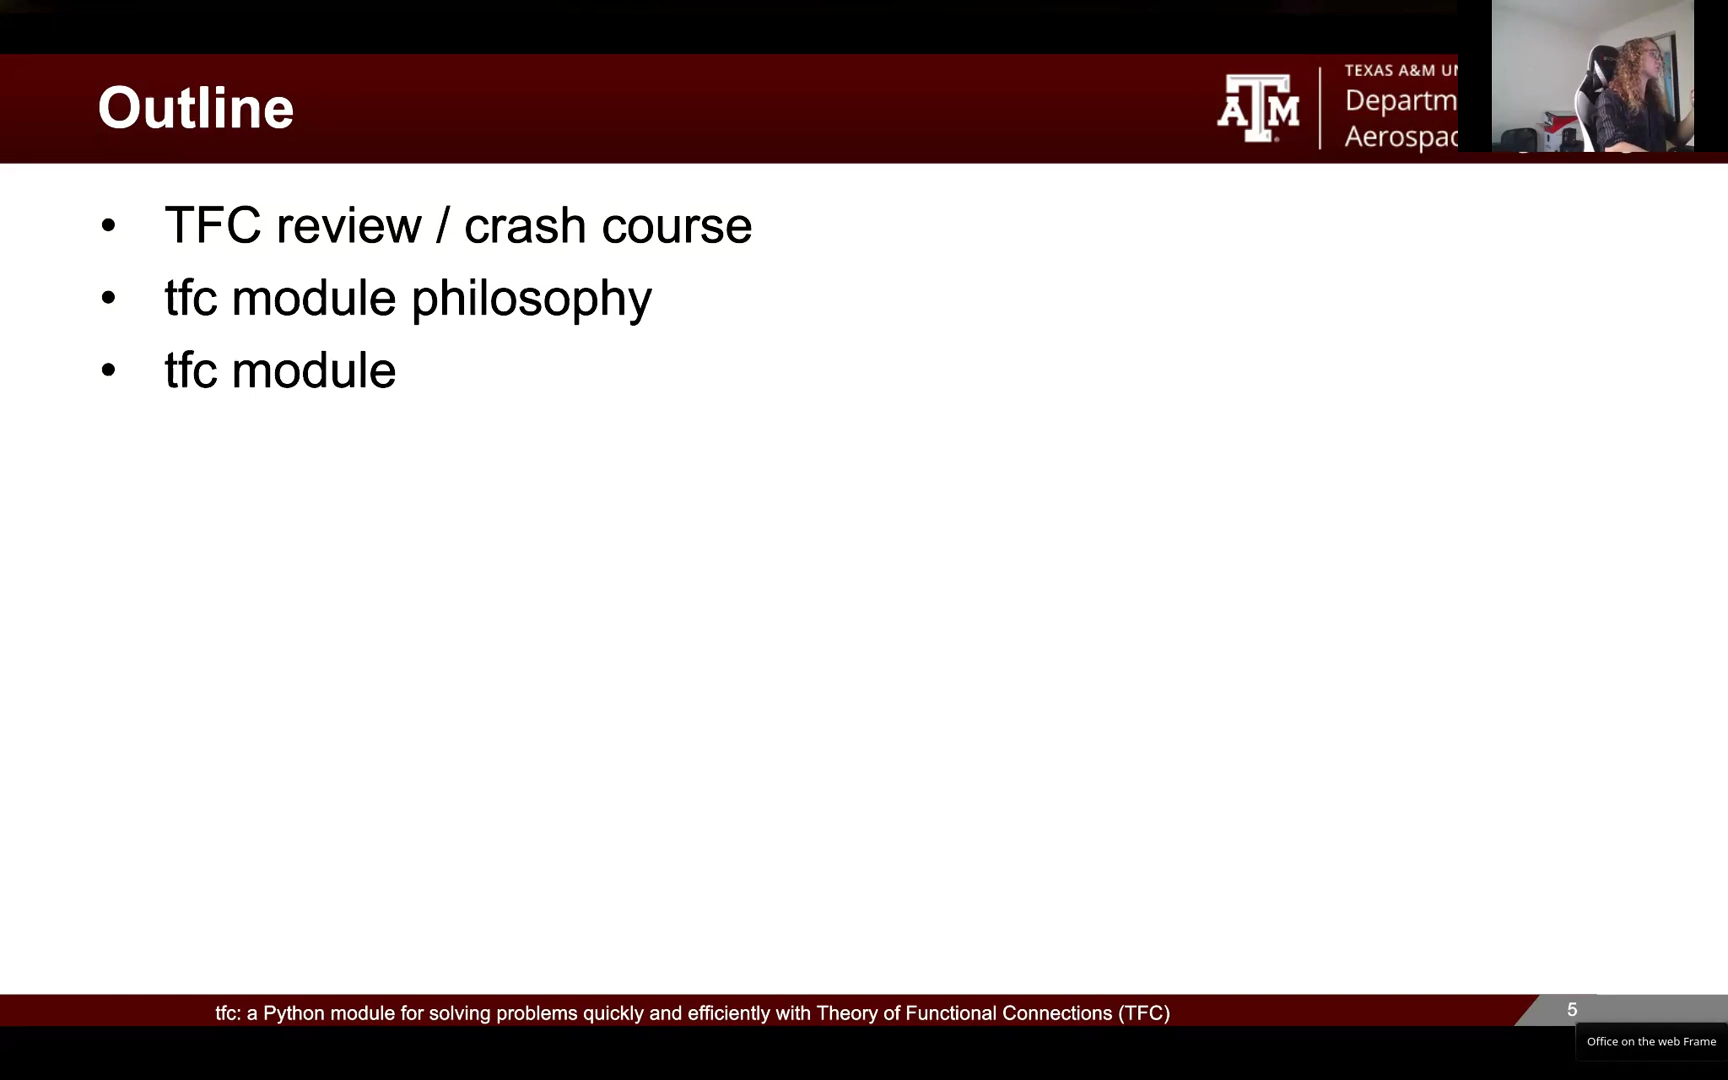 Outline
ATM
TEXAS A&M
Departm
Aerospac
• TFC review / crash course
• tfc module philosophy
• tfc module
tfc: a Python module for solving problems quickly and efficiently with Theory of Functional Connections (TFC)
5
Office on the web Frame